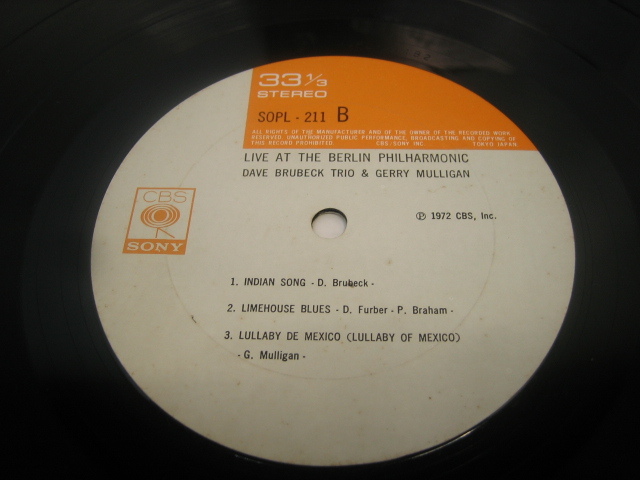 33 1/3
STEREO
SOPL - 211 B
ALL RIGHTS OF THE MANUFACTURER AND OF THE OWNER OF THE RECORDED WORK
RESERVED. UNAUTHORIZED PUBLIC PERFORMANCE, BROADCASTING AND COPYING OF
THIS RECORD PROHIBITED. CBS/SONY INC. TOKYO JAPAN.
LIVE AT THE BERLIN PHILHARMONIC
DAVE BRUBECK TRIO & GERRY MULLIGAN
CBS
SONY
℗ 1972 CBS, Inc.
1. INDIAN SONG - D. Brubeck -
2. LIMEHOUSE BLUES - D. Furber - P. Braham -
3. LULLABY DE MEXICO (LULLABY OF MEXICO)
- G. Mulligan -